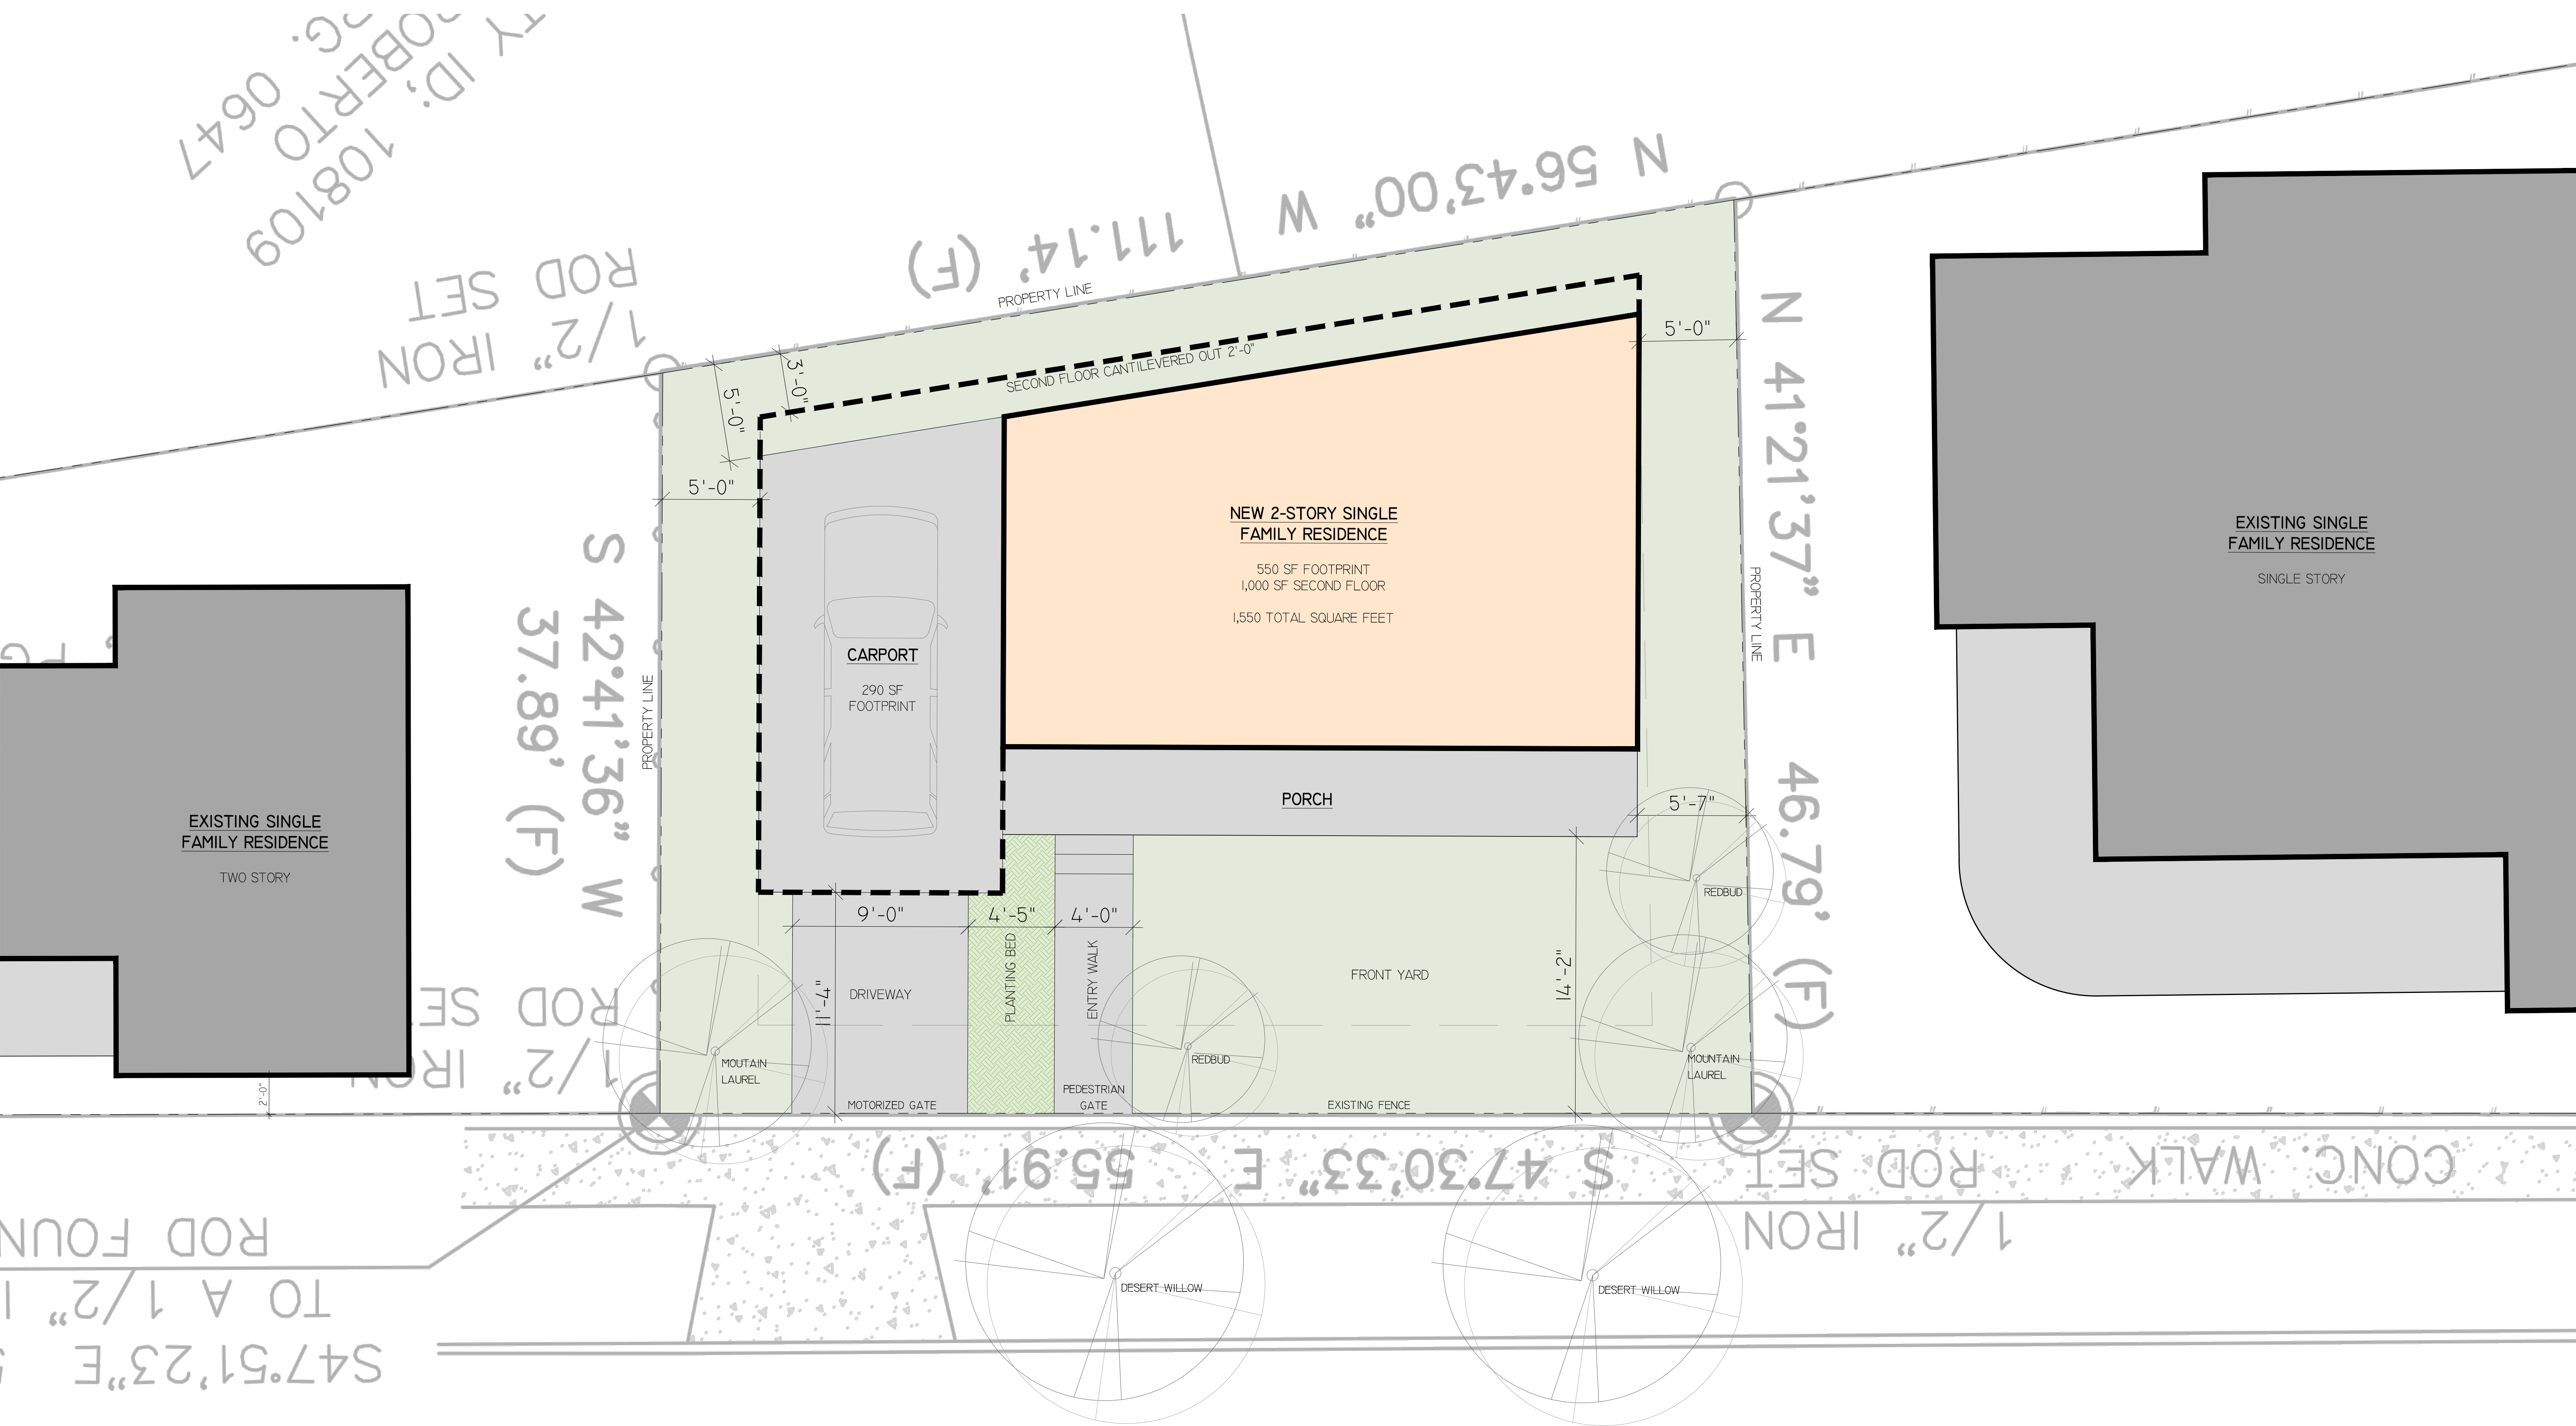 TY ID: 108109
OBERTO
G. 0647
1/2" IRON
ROD SET
N 56°43'00" W 111.14' (F)
PROPERTY LINE
SECOND FLOOR CANTILEVERED OUT 2'-0"
3'-0"
5'-0"
5'-0"
5'-0"
NEW 2-STORY SINGLE
FAMILY RESIDENCE
550 SF FOOTPRINT
1,000 SF SECOND FLOOR
1,550 TOTAL SQUARE FEET
CARPORT
290 SF
FOOTPRINT
PORCH
5'-7"
PROPERTY LINE
S 42°41'36" W
37.89' (F)
PROPERTY LINE
N 41°21'37" E 46.79' (F)
EXISTING SINGLE
FAMILY RESIDENCE
TWO STORY
EXISTING SINGLE
FAMILY RESIDENCE
SINGLE STORY
9'-0"
4'-5"
4'-0"
11'-4"
14'-2"
DRIVEWAY
PLANTING BED
ENTRY WALK
FRONT YARD
REDBUD
MOUTAIN
LAUREL
REDBUD
MOUNTAIN
LAUREL
MOTORIZED GATE
PEDESTRIAN
GATE
EXISTING FENCE
2'-0"
1/2" IRON
ROD SE
S 47°30'33" E 55.91' (F)
1/2" IRON
ROD SET
CONC. WALK
DESERT WILLOW
DESERT WILLOW
S47°51'23"E
TO A 1/2" I
ROD FOUN